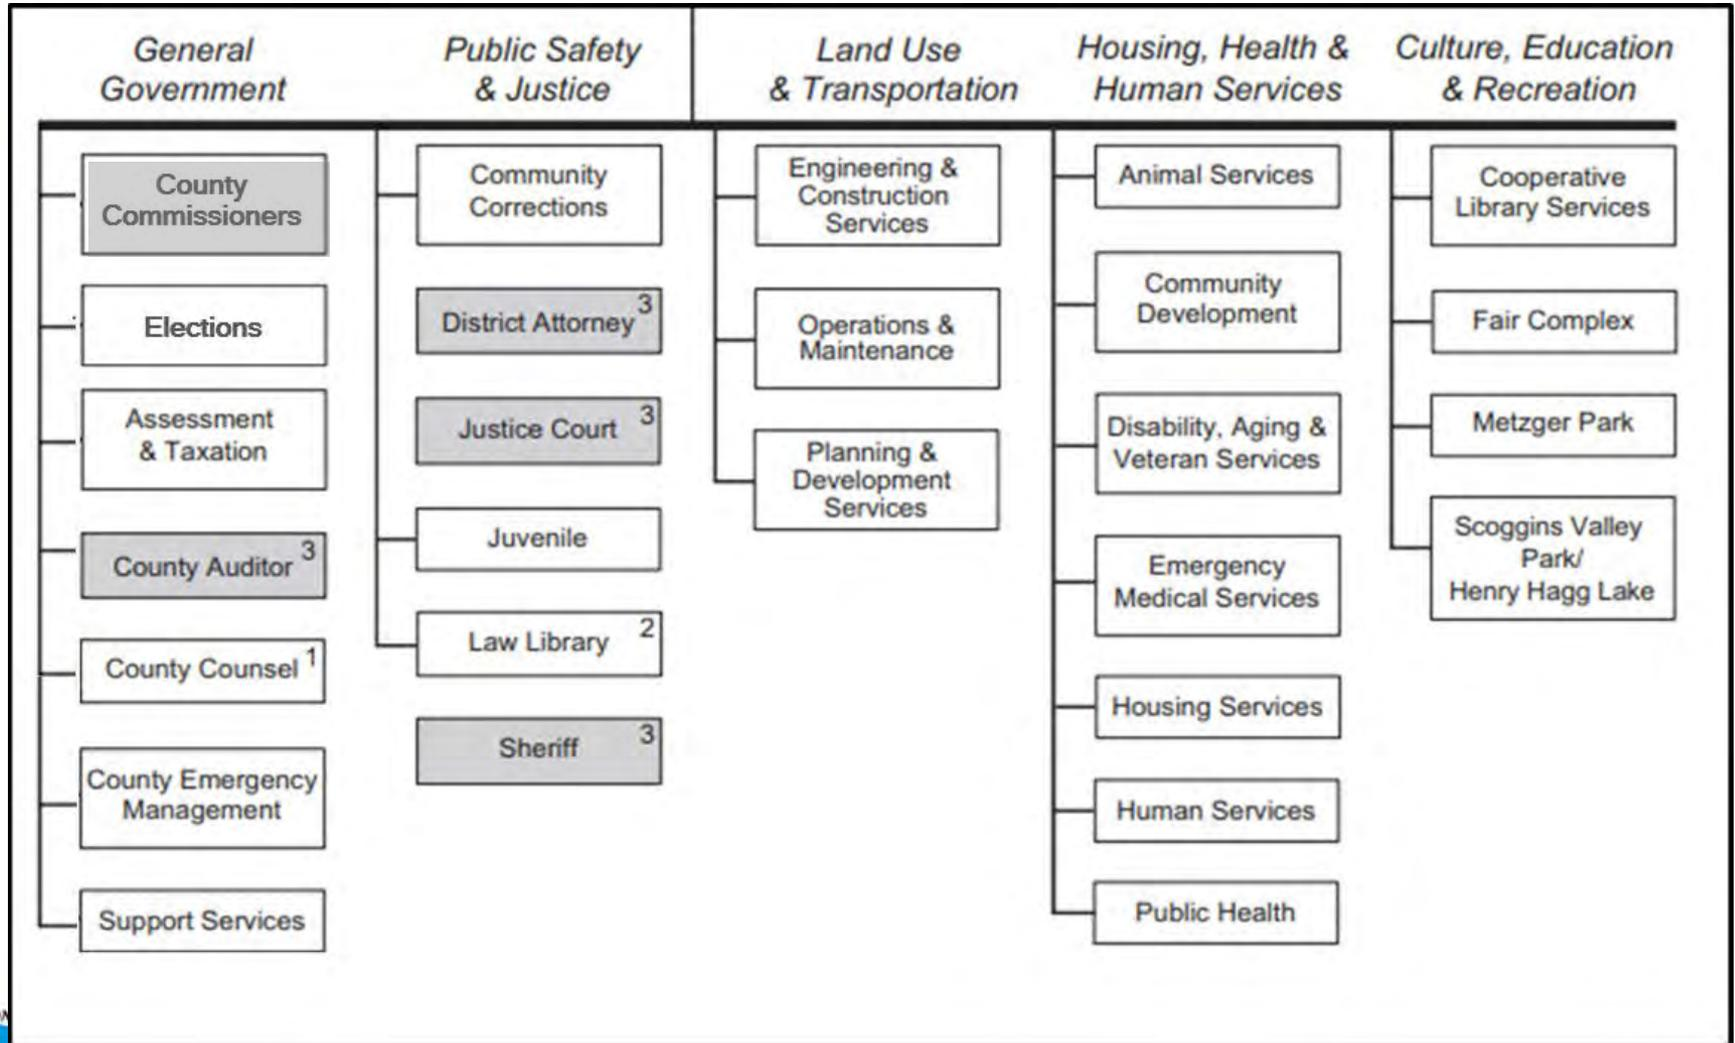 General
Government
County
Commissioners
Elections
Assessment
& Taxation
County Auditor 3
County Counsel 1
County Emergency
Management
Support Services
Public Safety
& Justice
Community
Corrections
District Attorney 3
Justice Court 3
Juvenile
Law Library 2
Sheriff 3
Land Use
& Transportation
Engineering &
Construction
Services
Operations &
Maintenance
Planning &
Development
Services
Housing, Health &
Human Services
Animal Services
Community
Development
Disability, Aging &
Veteran Services
Emergency
Medical Services
Housing Services
Human Services
Public Health
Culture, Education
& Recreation
Cooperative
Library Services
Fair Complex
Metzger Park
Scoggins Valley
Park/
Henry Hagg Lake